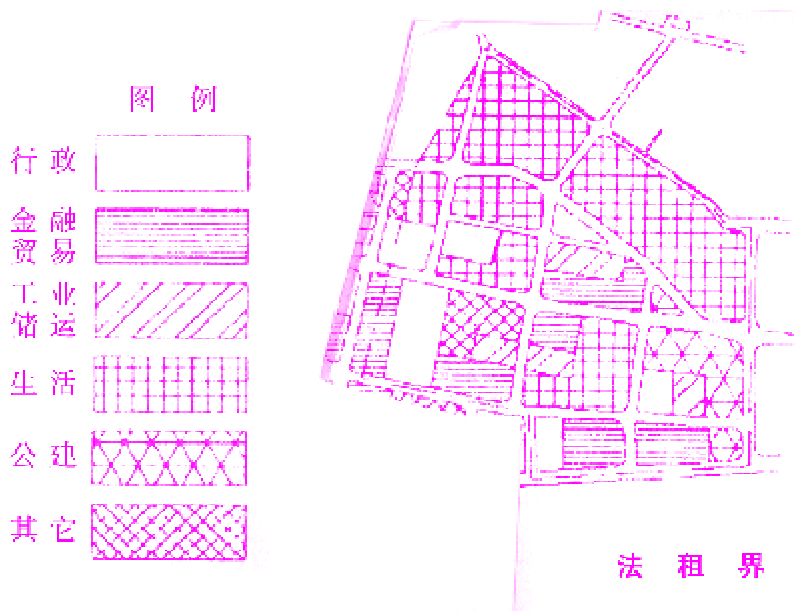 图 例
行 政
金 融
贸 易
工 业
储 运
生 活
公 建
其 它
法 租 界